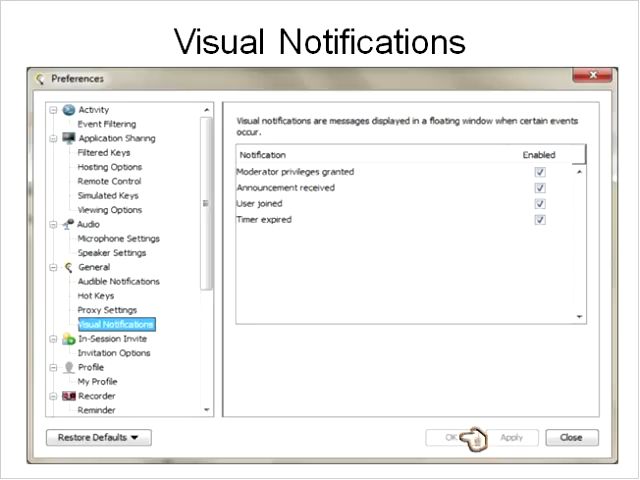 Visual Notifications
Preferences
Activity
Event Filtering
Application Sharing
Filtered Keys
Hosting Options
Remote Control
Simulated Keys
Viewing Options
Audio
Microphone Settings
Speaker Settings
General
Audible Notifications
Hot Keys
Proxy Settings
Visual Notifications
In-Session Invite
Invitation Options
Profile
My Profile
Recorder
Reminder
Visual notifications are messages displayed in a floating window when certain events
occur.
Notification Enabled
Moderator privileges granted
Announcement received
User joined
Timer expired
Restore Defaults
OK Apply Close